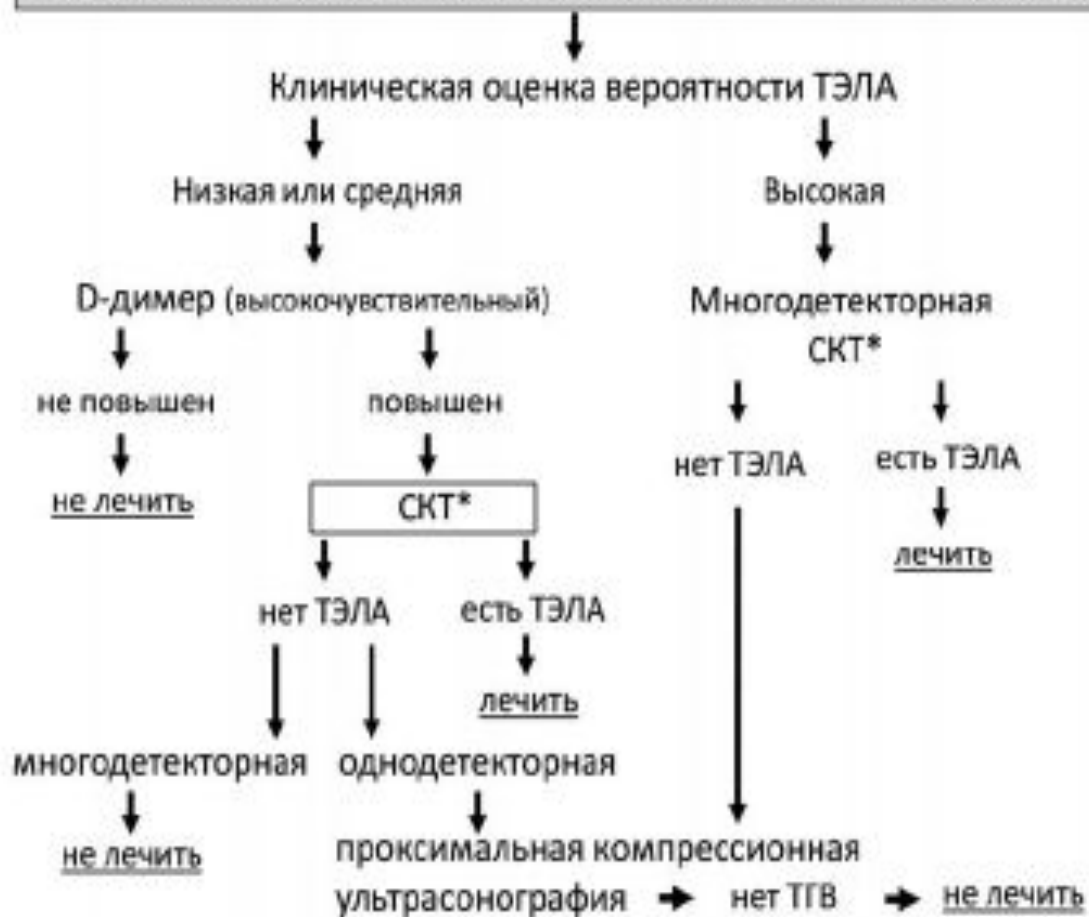 Клиническая оценка вероятности ТЭЛА
Низкая или средняя
Высокая
D-димер (высокочувствительный)
Многодетекторная
СКТ*
не повышен
повышен
нет ТЭЛА
есть ТЭЛА
не лечить
СКТ*
лечить
нет ТЭЛА
есть ТЭЛА
лечить
многодетекторная
однодетекторная
не лечить
проксимальная компрессионная
ультрасонография
нет ТГВ
не лечить